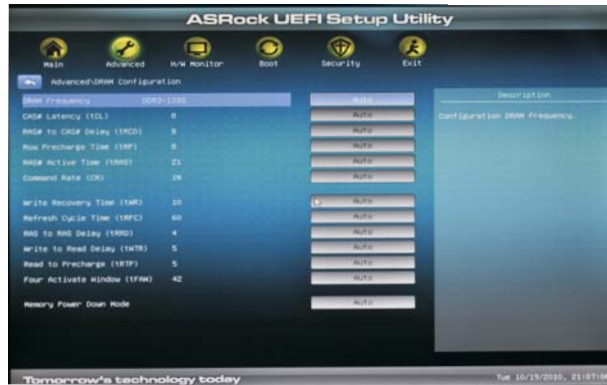 ASRock UEFI Setup Utility
Main Advanced H/W Monitor Boot Security Exit
Advanced\DRAM Configuration
Description
DRAM Frequency DDR3-1333 Auto
Configuration DRAM Frequency.
CAS# Latency (tCL) 8 Auto
RAS# to CAS# Delay (tRCD) 8 Auto
Row Precharge Time (tRP) 8 Auto
RAS# Active Time (tRAS) 21 Auto
Command Rate (CR) 1N Auto
Write Recovery Time (tWR) 10 Auto
Refresh Cycle Time (tRFC) 60 Auto
RAS to RAS Delay (tRRD) 4 Auto
Write to Read Delay (tWTR) 5 Auto
Read to Precharge (tRTP) 5 Auto
Four Activate Window (tFAW) 42 Auto
Memory Power Down Mode Auto
Tomorrow's technology today
Tue 10/19/2010,